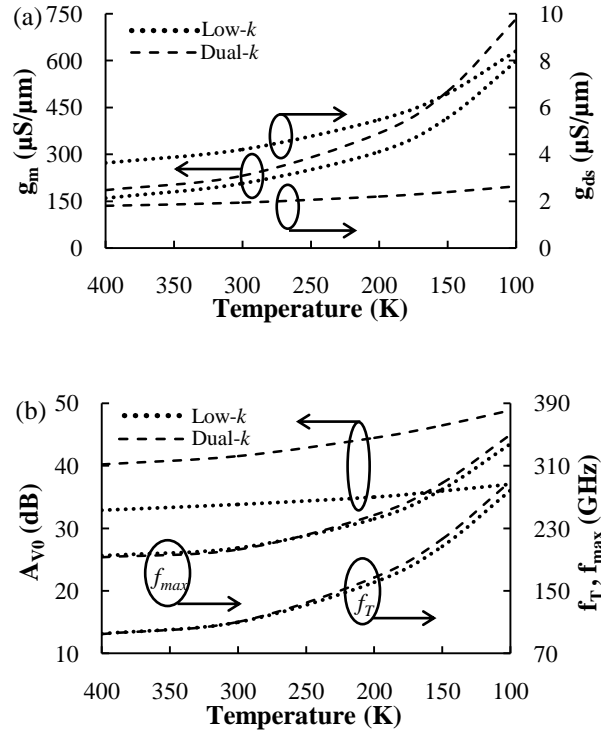 (a)
750
600
450
300
150
0
g_m (μS/μm)
Low-k
Dual-k
10
8
6
4
2
0
g_ds (μS/μm)
400 350 300 250 200 150 100
Temperature (K)
(b)
50
40
30
20
10
A_V0 (dB)
Low-k
Dual-k
f_max
f_T
390
310
230
150
70
f_T , f_max (GHz)
400 350 300 250 200 150 100
Temperature (K)